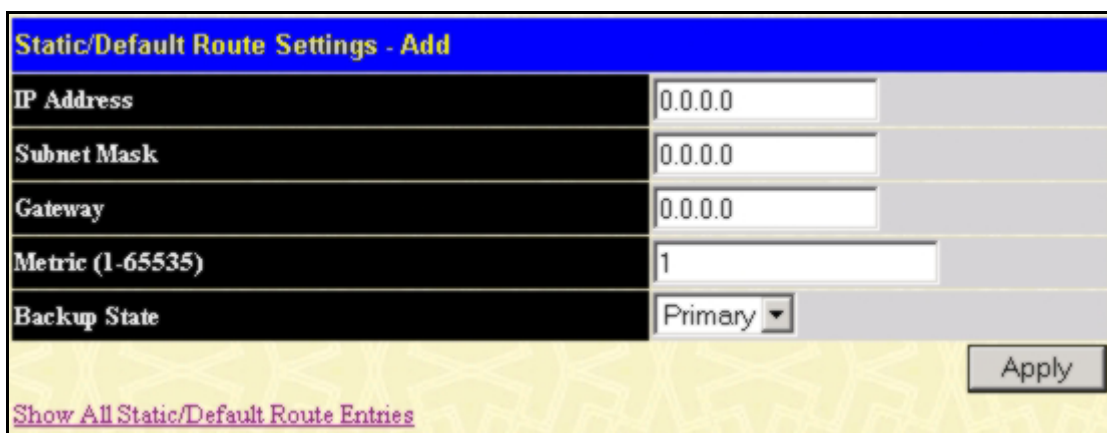 Static/Default Route Settings - Add
IP Address 0.0.0.0
Subnet Mask 0.0.0.0
Gateway 0.0.0.0
Metric (1-65535) 1
Backup State Primary
Apply
Show All Static/Default Route Entries